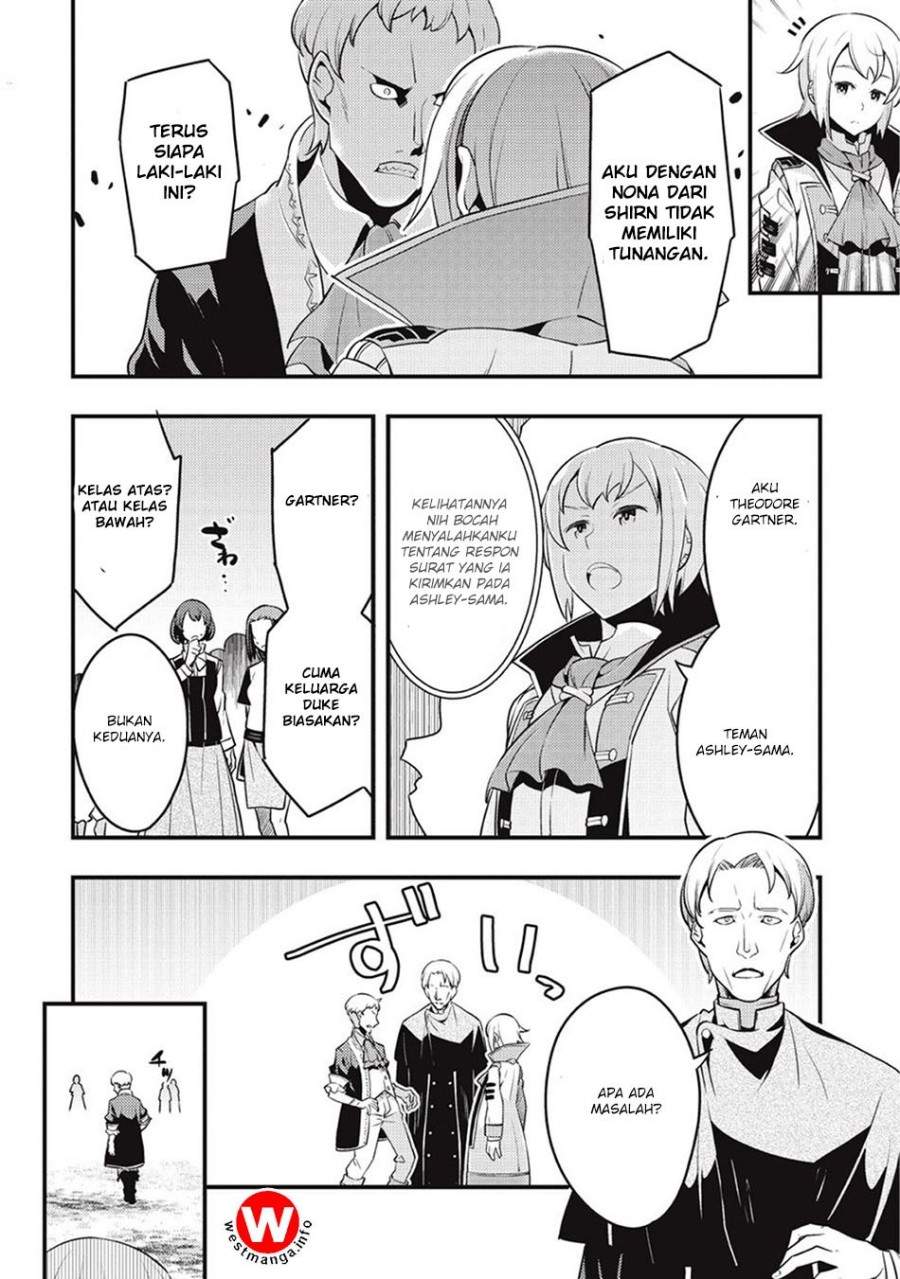 AKU DENGAN
NONA DARI
SHIRN TIDAK
MEMILIKI
TUNANGAN.
TERUS
SIAPA
LAKI-LAKI
INI?
AKU
THEODORE
GARTNER.
TEMAN
ASHLEY-SAMA.
KELIHATANNYA
NIH BOCAH
MENYALAHKANKU
TENTANG RESPON
SURAT YANG IA
KIRIMKAN PADA
ASHLEY-SAMA.
GARTNER?
CUMA
KELUARGA
DUKE
BIASAKAN?
KELAS ATAS?
ATAU KELAS
BAWAH?
ざわ
BUKAN
KEDUANYA.
APA ADA
MASALAH?
ずいっ
W
westmanga.info